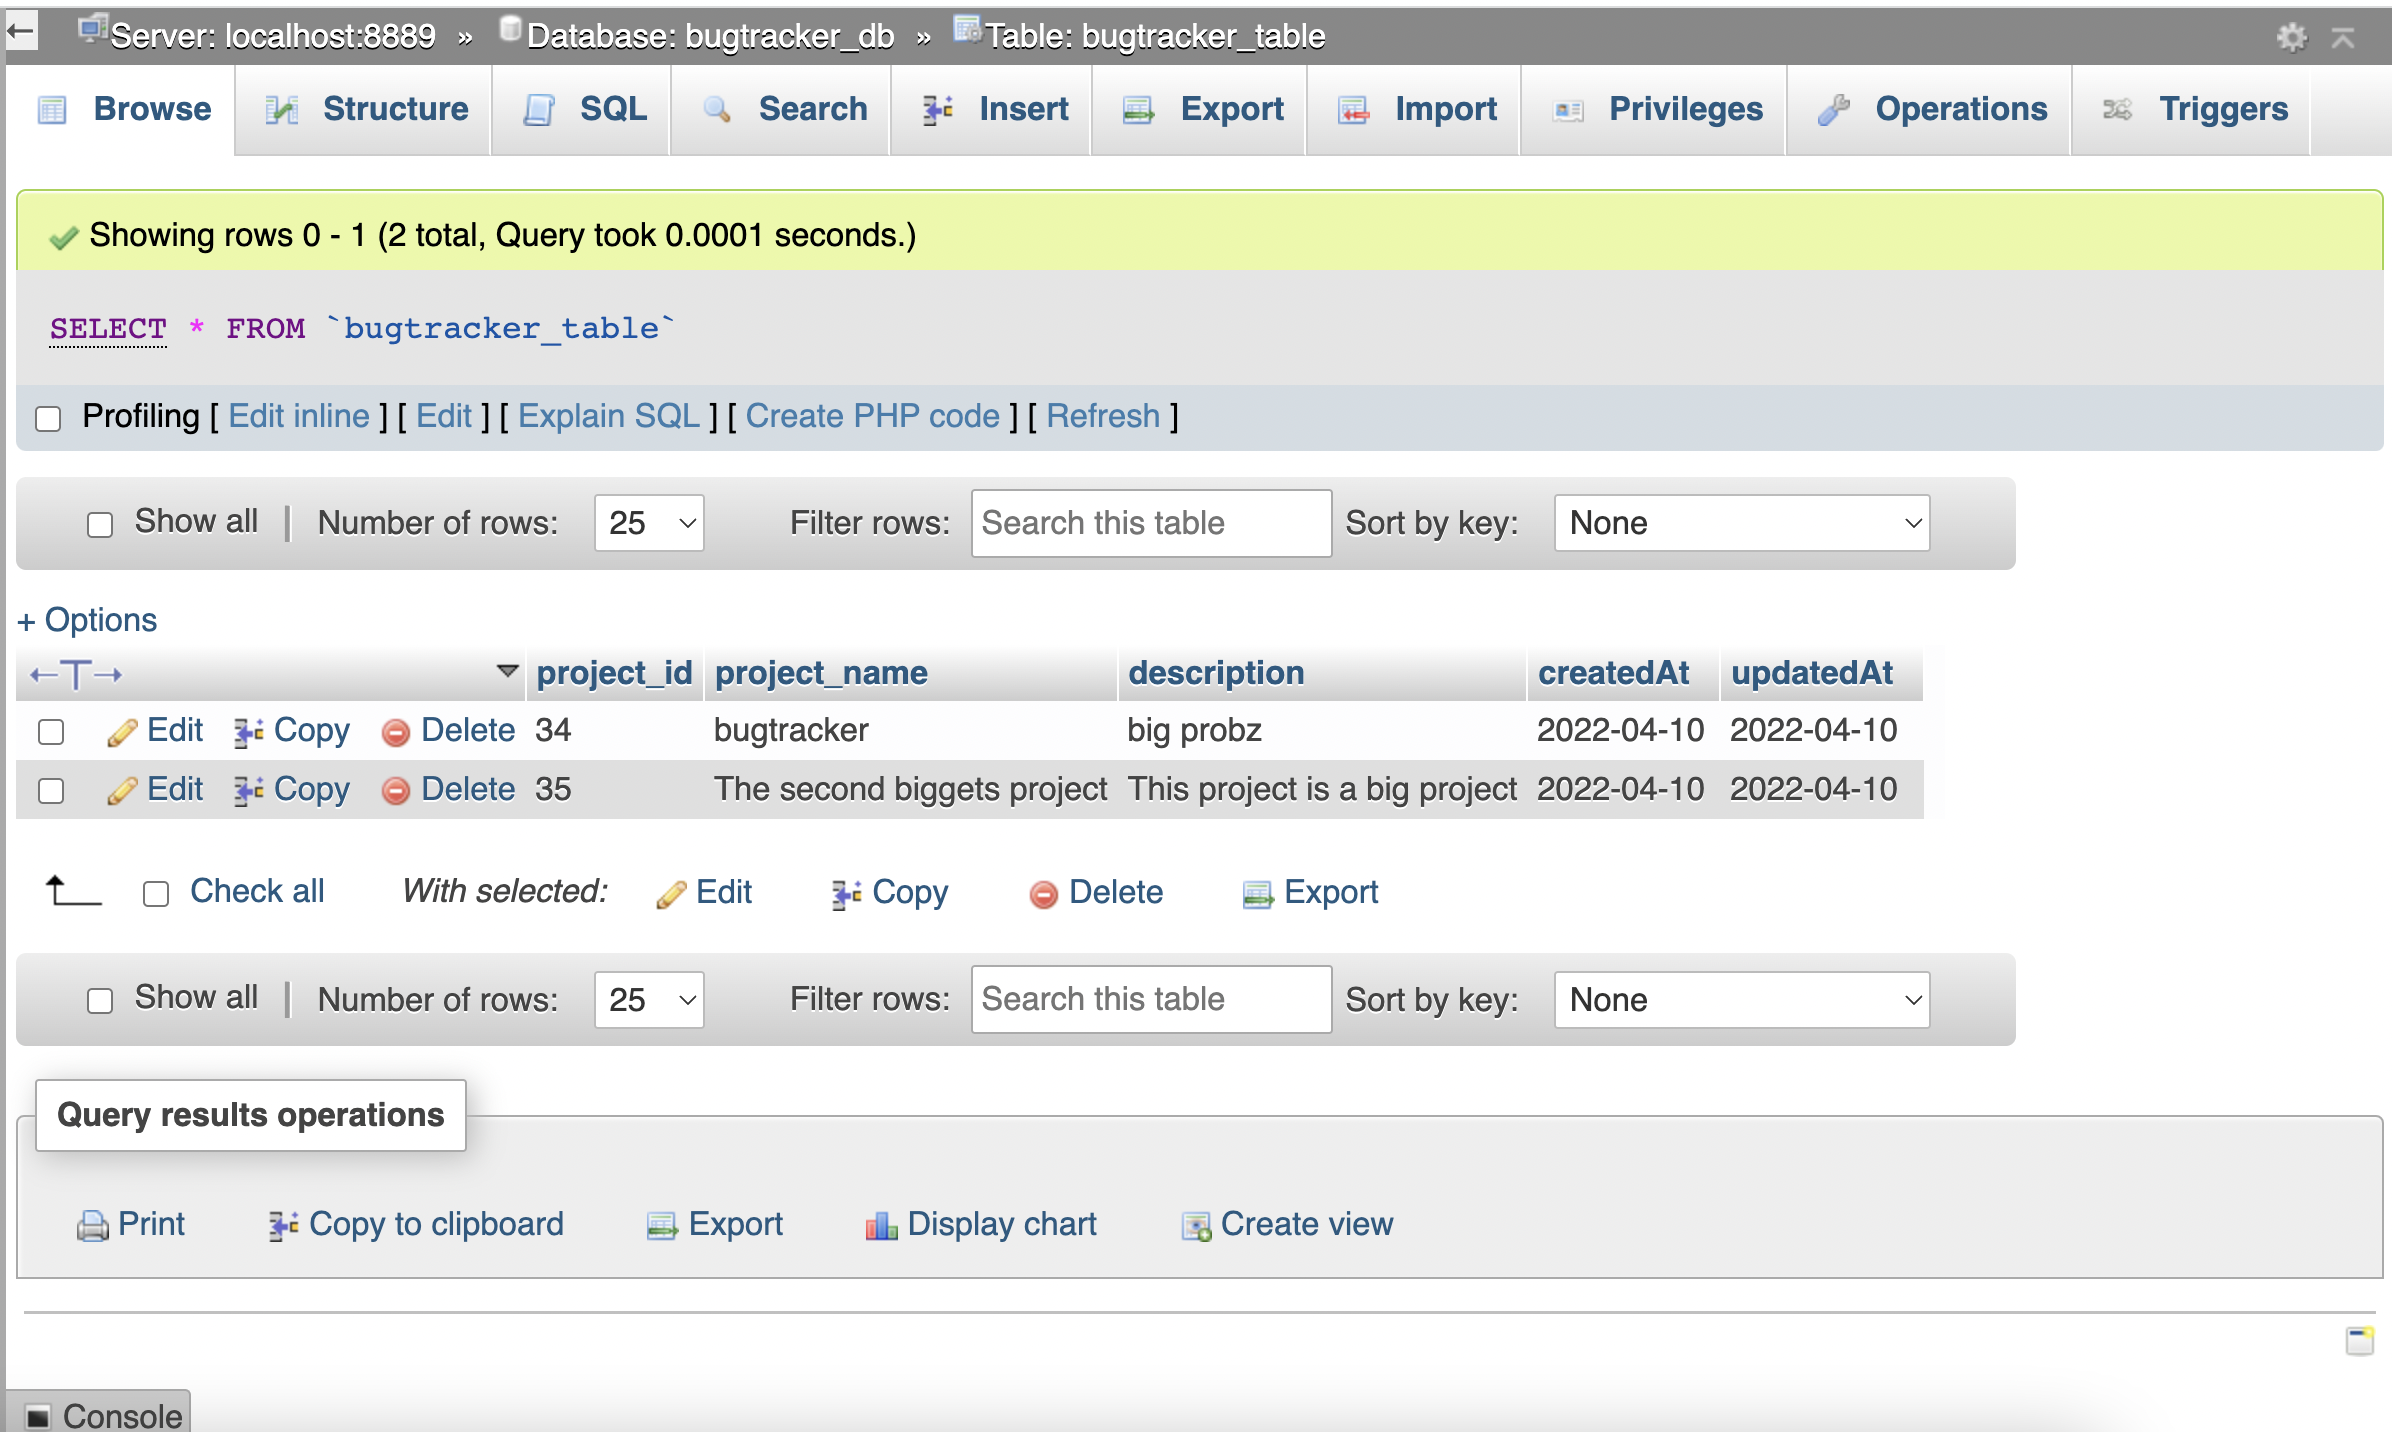 Server: localhost:8889 » Database: bugtracker_db » Table: bugtracker_table
Browse Structure SQL Search Insert Export Import Privileges Operations Triggers
Showing rows 0 - 1 (2 total, Query took 0.0001 seconds.)
SELECT * FROM `bugtracker_table`
Profiling [ Edit inline ] [ Edit ] [ Explain SQL ] [ Create PHP code ] [ Refresh ]
Show all | Number of rows: 25 Filter rows: Search this table Sort by key: None
+ Options
←T→ project_id project_name description createdAt updatedAt
Edit Copy Delete 34 bugtracker big probz 2022-04-10 2022-04-10
Edit Copy Delete 35 The second biggets project This project is a big project 2022-04-10 2022-04-10
Check all With selected: Edit Copy Delete Export
Show all | Number of rows: 25 Filter rows: Search this table Sort by key: None
Query results operations
Print Copy to clipboard Export Display chart Create view
Console